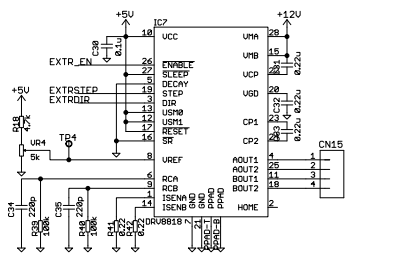 +5V
IC7
+12V
C30
0.1u
10 VCC
VMA 28
VMB 15
C31
0.22u
EXTR_EN
26 ENABLE
27 SLEEP
VCP
5 DECAY
EXTRSTEP
19 STEP
VGD 20
C32
0.22u
+5V
EXTRDIR
3 DIR
13 USM0
R18
4.7k
12 USM1
CP1 23
C33
0.22u
TP4
17 RESET
16 SR
CP2
CN15
VR4
5k
8 VREF
AOUT1 4 1
AOUT2 25 2
6 RCA
BOUT1 11 3
9 RCB
BOUT2 18 4
C34
220p
R39
100k
C35
220p
R40
100k
1 ISENA
14 ISENB
HOME 2
R41
0.22
R42
0.22
DRV8818
GND
GND
PPAD
PPAD
7
21
PPAD-T
PPAD-B